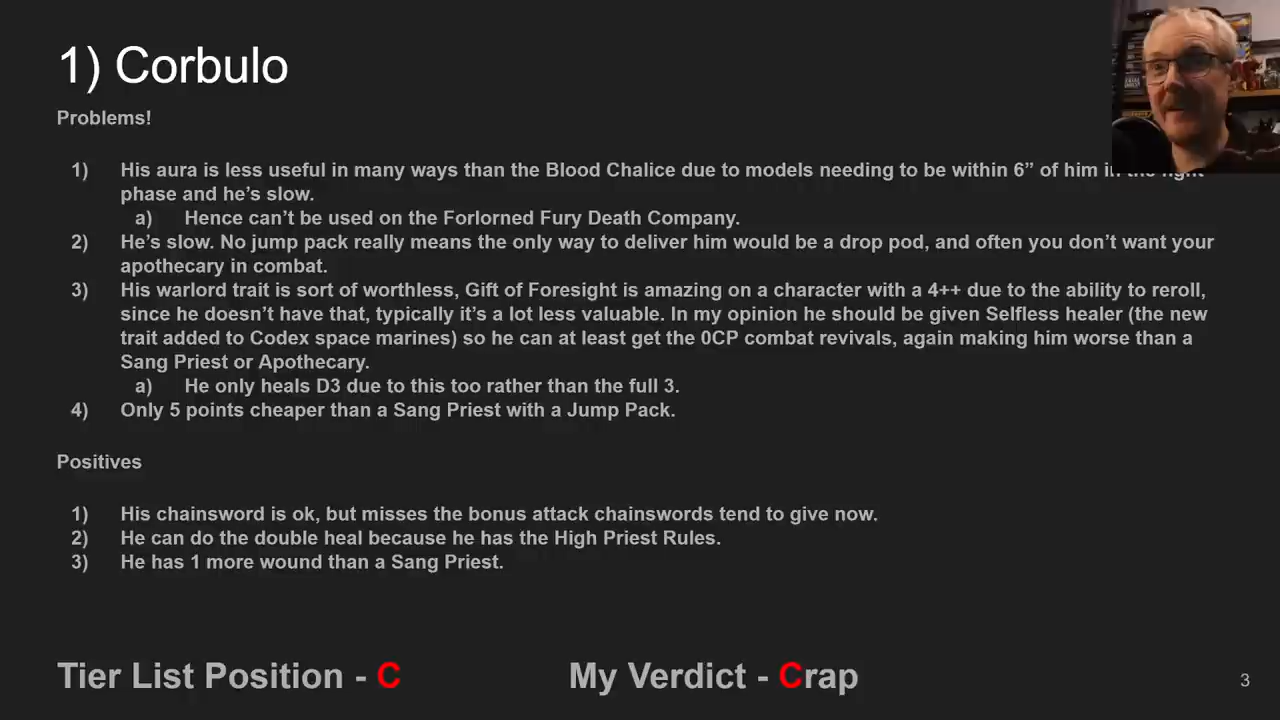 1) Corbulo
Problems!
1) His aura is less useful in many ways than the Blood Chalice due to models needing to be within 6” of him in the right
phase and he’s slow.
a) Hence can’t be used on the Forlorned Fury Death Company.
2) He’s slow. No jump pack really means the only way to deliver him would be a drop pod, and often you don’t want your
apothecary in combat.
3) His warlord trait is sort of worthless, Gift of Foresight is amazing on a character with a 4++ due to the ability to reroll,
since he doesn’t have that, typically it’s a lot less valuable. In my opinion he should be given Selfless healer (the new
trait added to Codex space marines) so he can at least get the 0CP combat revivals, again making him worse than a
Sang Priest or Apothecary.
a) He only heals D3 due to this too rather than the full 3.
4) Only 5 points cheaper than a Sang Priest with a Jump Pack.
Positives
1) His chainsword is ok, but misses the bonus attack chainswords tend to give now.
2) He can do the double heal because he has the High Priest Rules.
3) He has 1 more wound than a Sang Priest.
Tier List Position - C
My Verdict - Crap
3